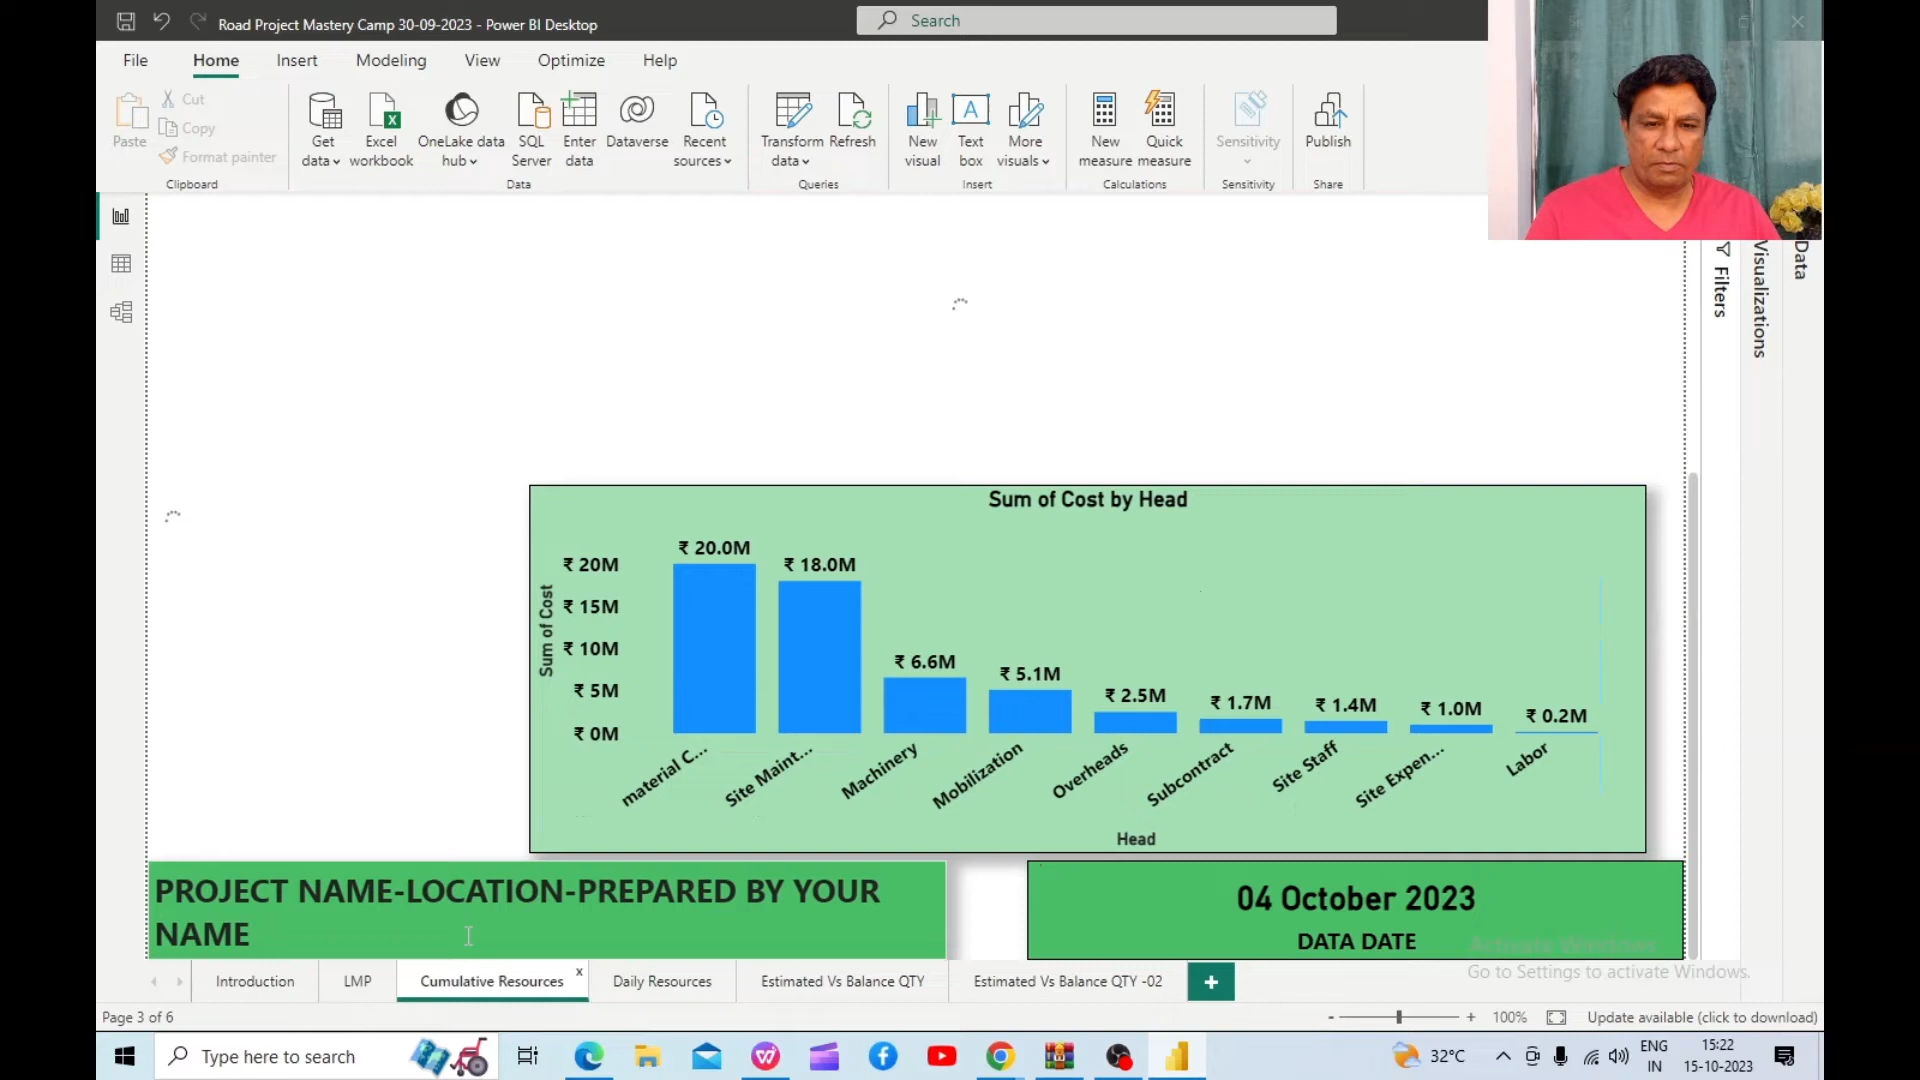 Road Project Mastery Camp 30-09-2023 - Power BI Desktop
Search
File Home Insert Modeling View Optimize Help
Paste
Cut
Copy
Format painter
Clipboard
Get data
Excel workbook
OneLake data hub
SQL Server
Enter data
Dataverse
Recent sources
Data
Transform data
Refresh
Queries
New visual
Text box
More visuals
Insert
New measure
Quick measure
Calculations
Sensitivity
Sensitivity
Publish
Share
Filters
Visualizations
Data
Sum of Cost by Head
Sum of Cost
₹ 20M
₹ 15M
₹ 10M
₹ 5M
₹ 0M
₹ 20.0M
₹ 18.0M
₹ 6.6M
₹ 5.1M
₹ 2.5M
₹ 1.7M
₹ 1.4M
₹ 1.0M
₹ 0.2M
material C...
Site Maint...
Machinery
Mobilization
Overheads
Subcontract
Site Staff
Site Expen...
Labor
Head
PROJECT NAME-LOCATION-PREPARED BY YOUR
NAME
04 October 2023
DATA DATE
Activate Windows
Go to Settings to activate Windows.
Introduction LMP Cumulative Resources x Daily Resources Estimated Vs Balance QTY Estimated Vs Balance QTY -02 +
Page 3 of 6
- + 100% Update available (click to download)
Type here to search
32°C
ENG
IN
15:22
15-10-2023